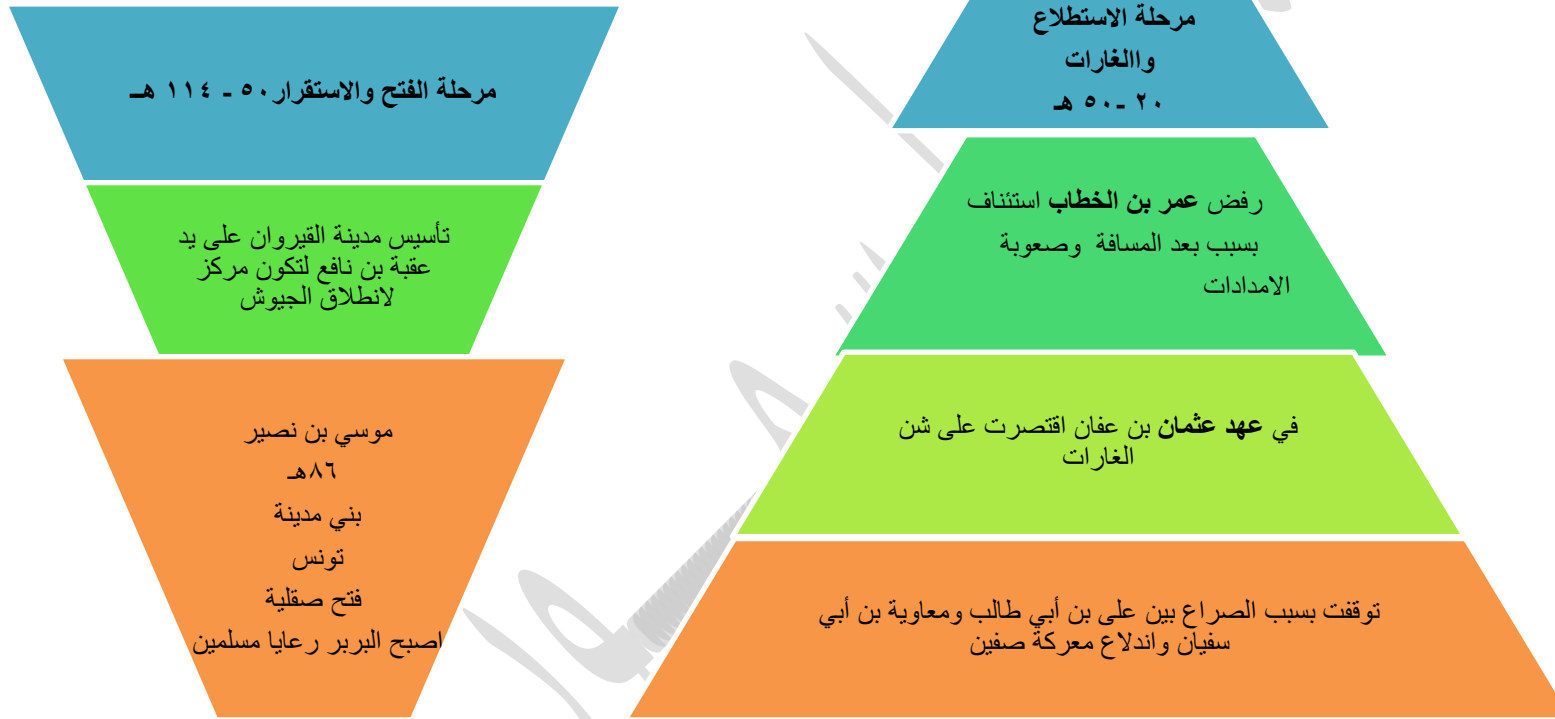 مرحلة الاستطلاع
واالغارات
٢٠ - ٥٠ هـ
رفض عمر بن الخطاب استئناف
بسبب بعد المسافة وصعوبة
الامدادات
في عهد عثمان بن عفان اقتصرت على شن
الغارات
توقفت بسبب الصراع بين على بن أبي طالب ومعاوية بن أبي
سفيان واندلاع معركة صفين
مرحلة الفتح والاستقرار ٥٠ - ١١٤ هـ
تأسيس مدينة القيروان على يد
عقبة بن نافع لتكون مركز
لانطلاق الجيوش
موسي بن نصير
٨٦هـ
بني مدينة
تونس
فتح صقلية
اصبح البربر رعايا مسلمين